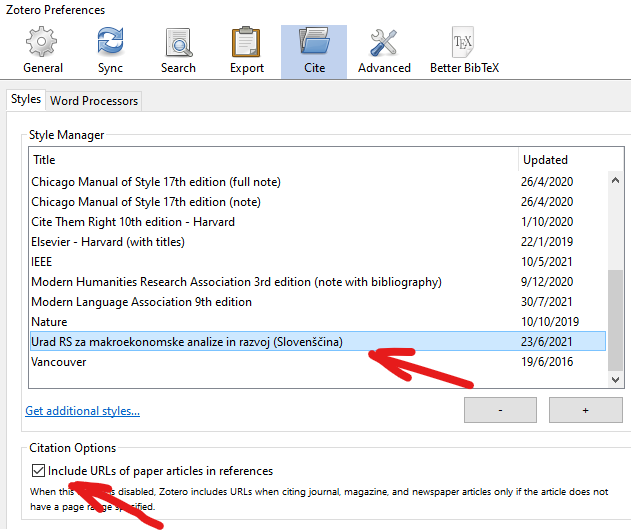 Zotero Preferences
General Sync Search Export Cite Advanced Better BibTeX
TEX
Styles Word Processors
Style Manager
Title Updated
Chicago Manual of Style 17th edition (full note) 26/4/2020
Chicago Manual of Style 17th edition (note) 26/4/2020
Cite Them Right 10th edition - Harvard 1/10/2020
Elsevier - Harvard (with titles) 22/1/2019
IEEE 10/5/2021
Modern Humanities Research Association 3rd edition (note with bibliography) 9/12/2020
Modern Language Association 9th edition 30/7/2021
Nature 10/10/2019
Urad RS za makroekonomske analize in razvoj (Slovenščina) 23/6/2021
Vancouver 19/6/2016
Get additional styles... - +
Citation Options
Include URLs of paper articles in references
When this is disabled, Zotero includes URLs when citing journal, magazine, and newspaper articles only if the article does not
have a page range specified.